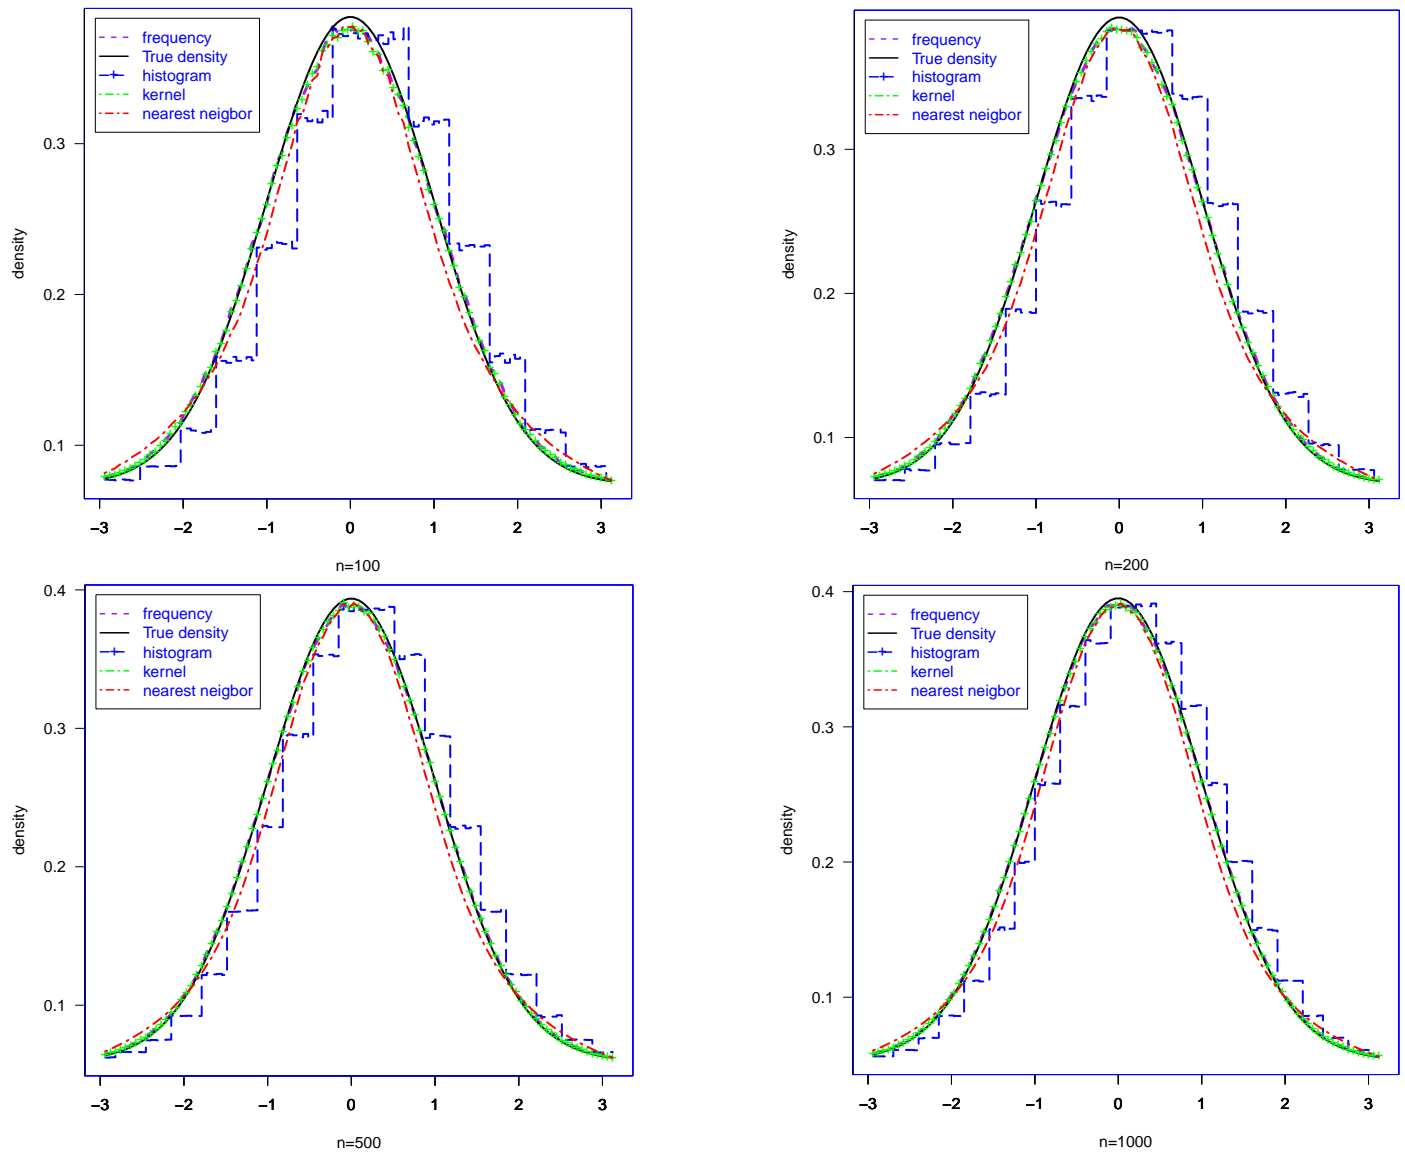 frequency
True density
histogram
kernel
nearest neigbor
density
0.3
0.2
0.1
−3 −2 −1 0 1 2 3
n=100
frequency
True density
histogram
kernel
nearest neigbor
density
0.3
0.2
0.1
−3 −2 −1 0 1 2 3
n=200
frequency
True density
histogram
kernel
nearest neigbor
density
0.4
0.3
0.2
0.1
−3 −2 −1 0 1 2 3
n=500
frequency
True density
histogram
kernel
nearest neigbor
density
0.4
0.3
0.2
0.1
−3 −2 −1 0 1 2 3
n=1000